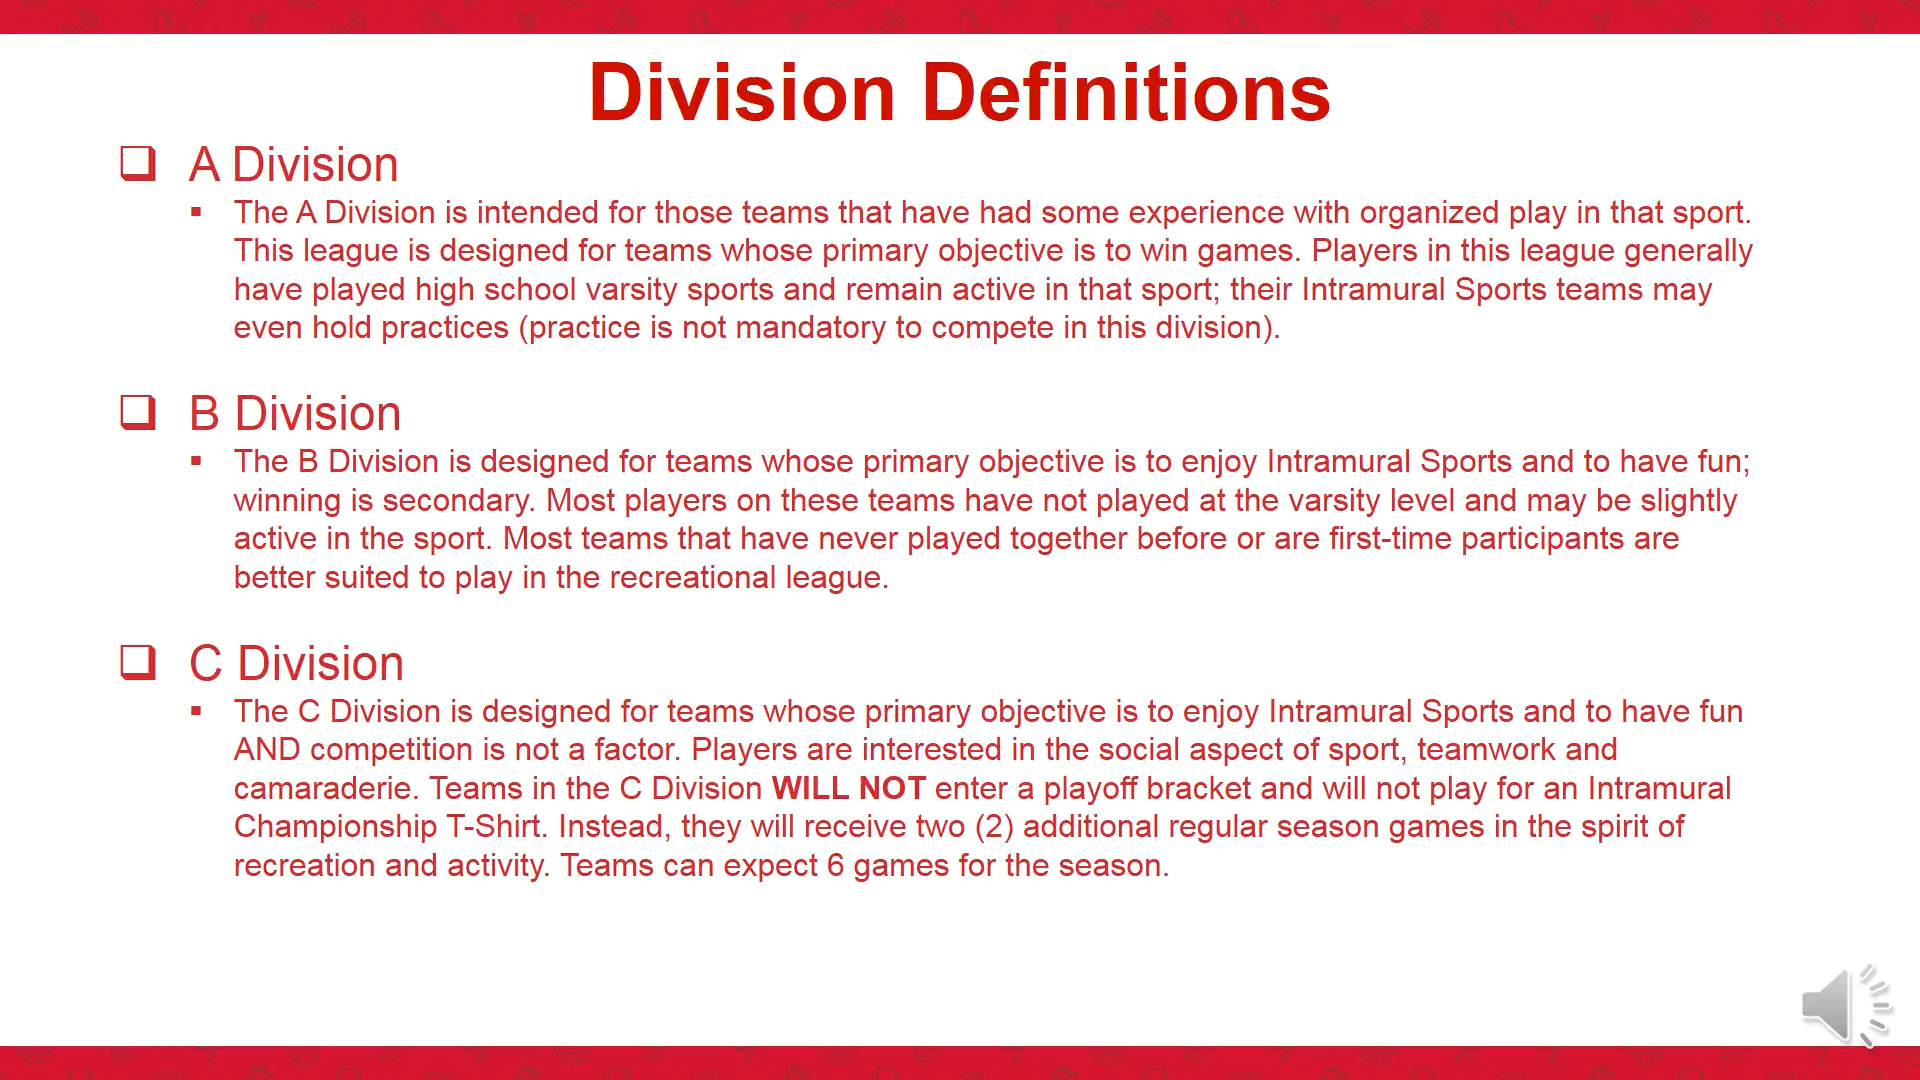 Division Definitions
A Division
The A Division is intended for those teams that have had some experience with organized play in that sport.
This league is designed for teams whose primary objective is to win games. Players in this league generally
have played high school varsity sports and remain active in that sport; their Intramural Sports teams may
even hold practices (practice is not mandatory to compete in this division).
B Division
The B Division is designed for teams whose primary objective is to enjoy Intramural Sports and to have fun;
winning is secondary. Most players on these teams have not played at the varsity level and may be slightly
active in the sport. Most teams that have never played together before or are first-time participants are
better suited to play in the recreational league.
C Division
The C Division is designed for teams whose primary objective is to enjoy Intramural Sports and to have fun
AND competition is not a factor. Players are interested in the social aspect of sport, teamwork and
camaraderie. Teams in the C Division WILL NOT enter a playoff bracket and will not play for an Intramural
Championship T-Shirt. Instead, they will receive two (2) additional regular season games in the spirit of
recreation and activity. Teams can expect 6 games for the season.